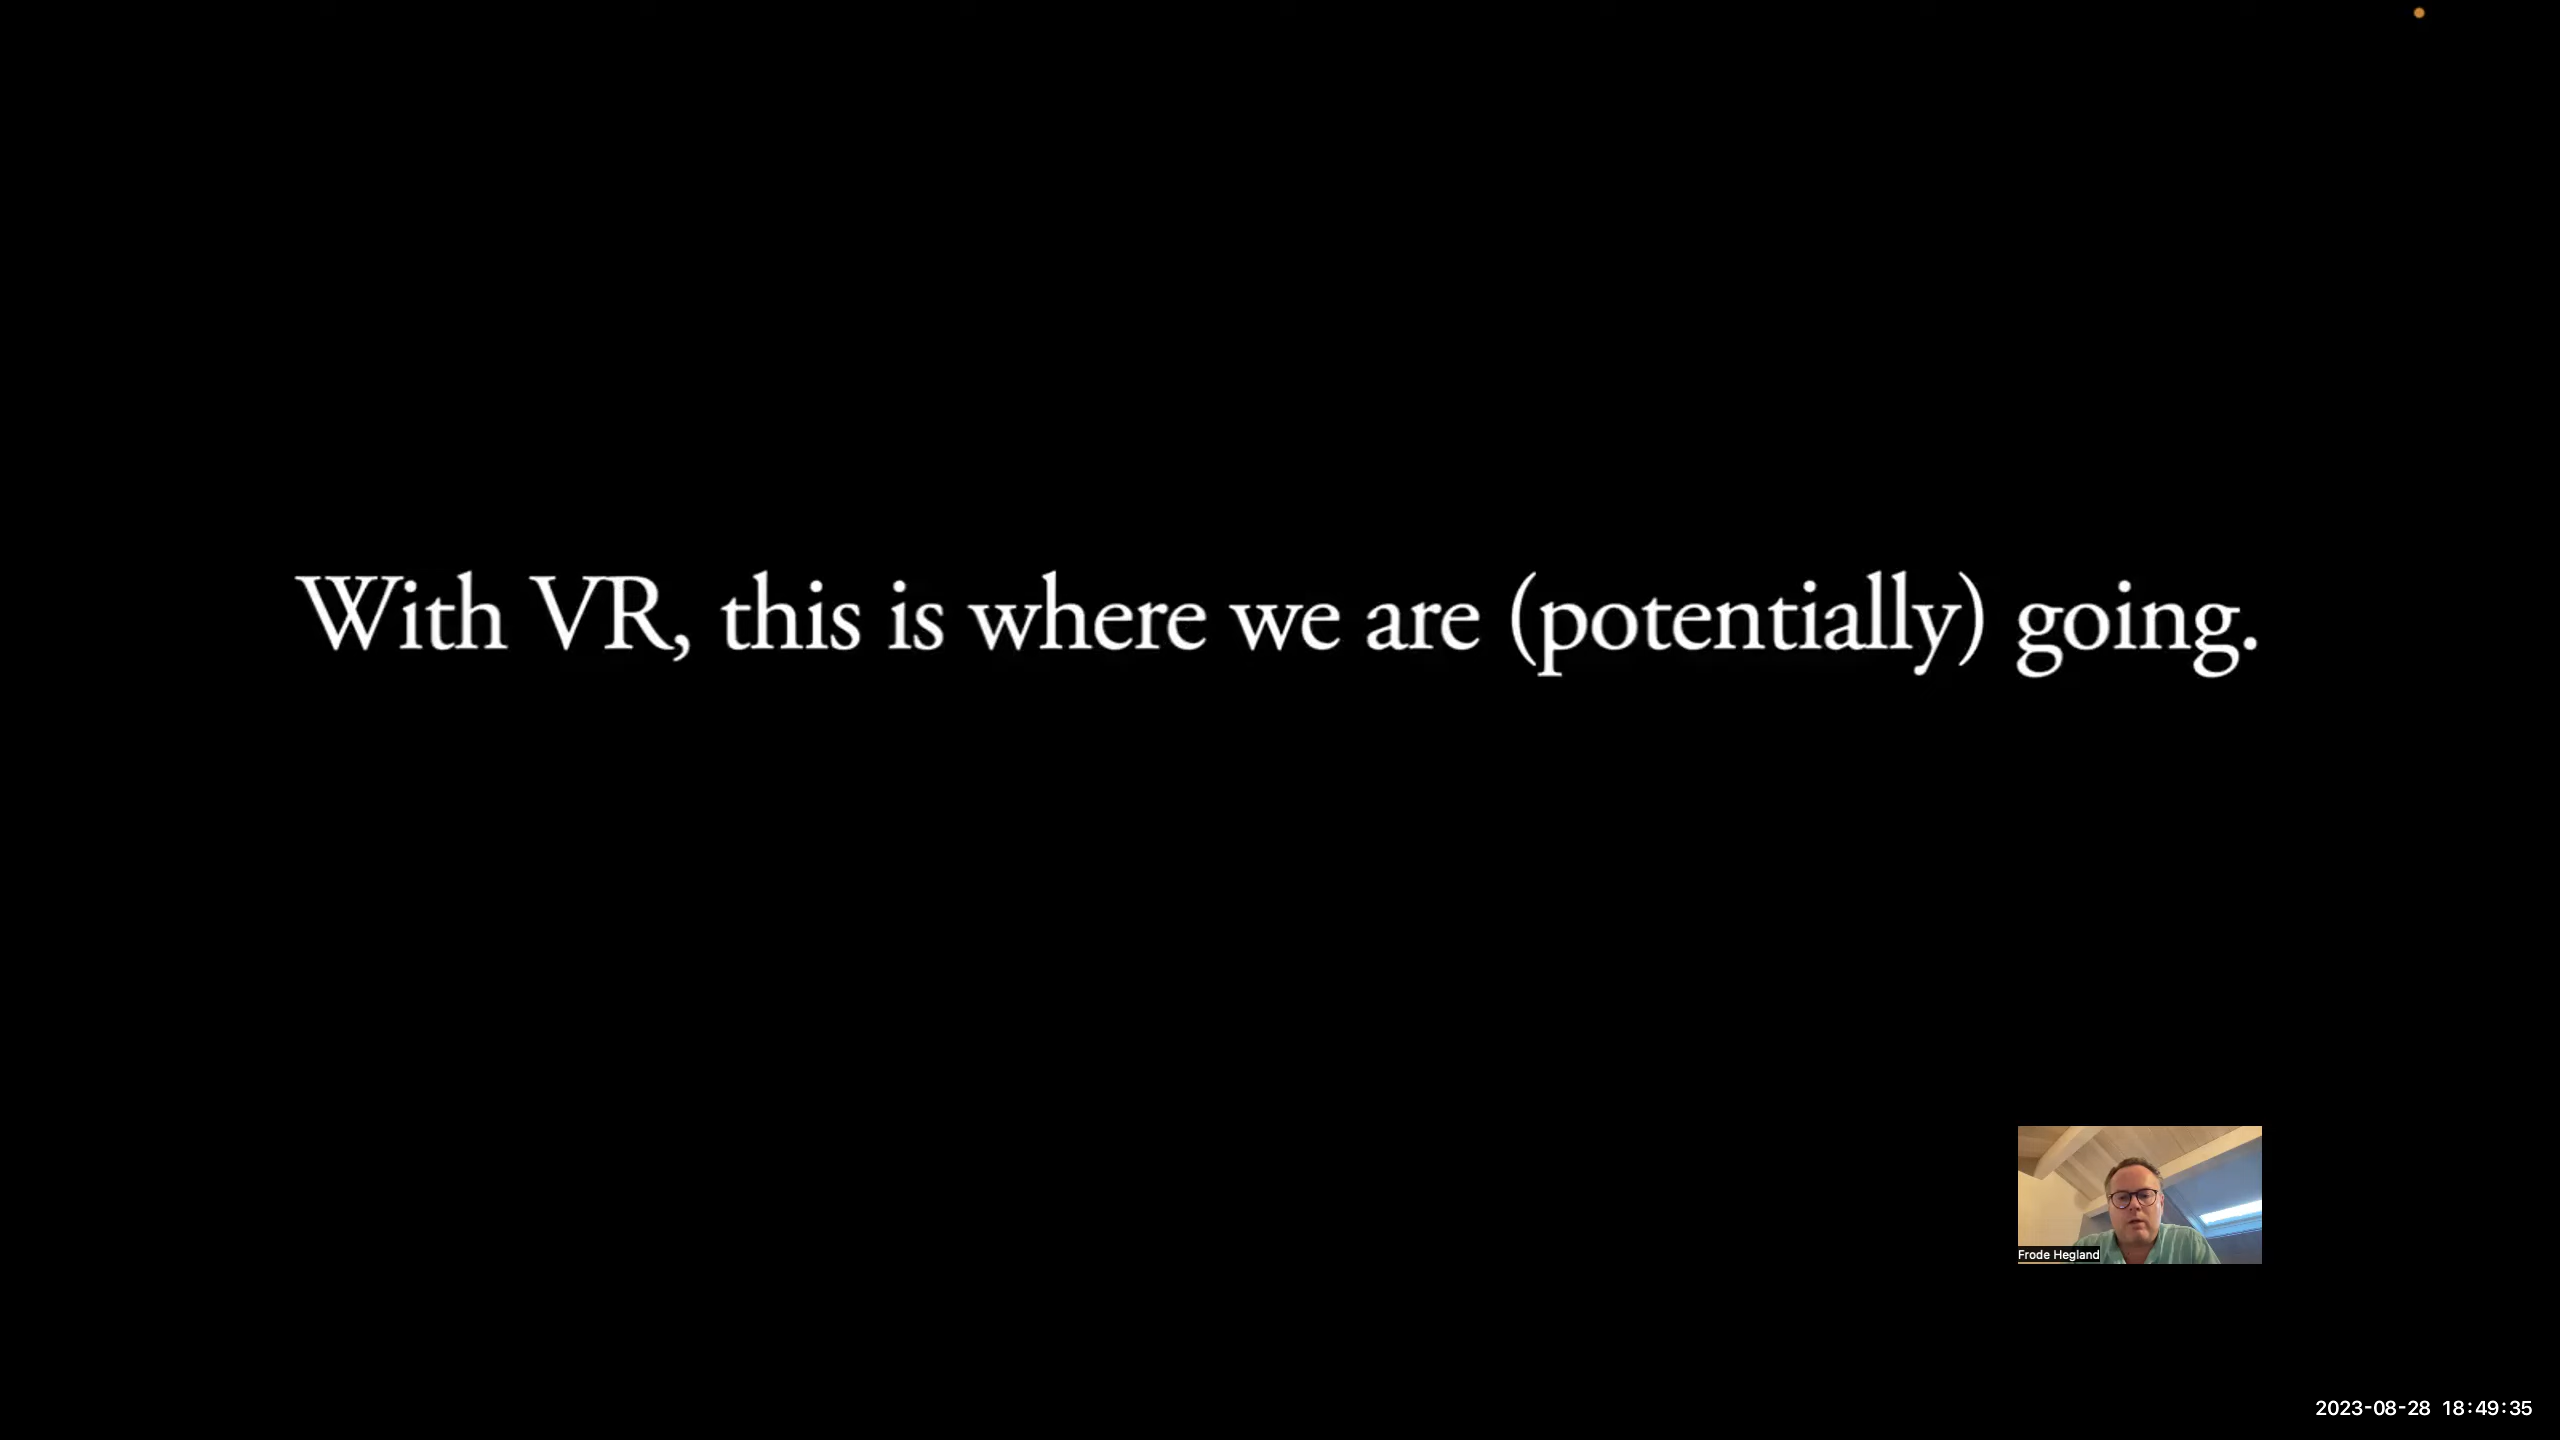 With VR, this is where we are (potentially) going.
Frode Hegland
2023-08-28 18:49:35